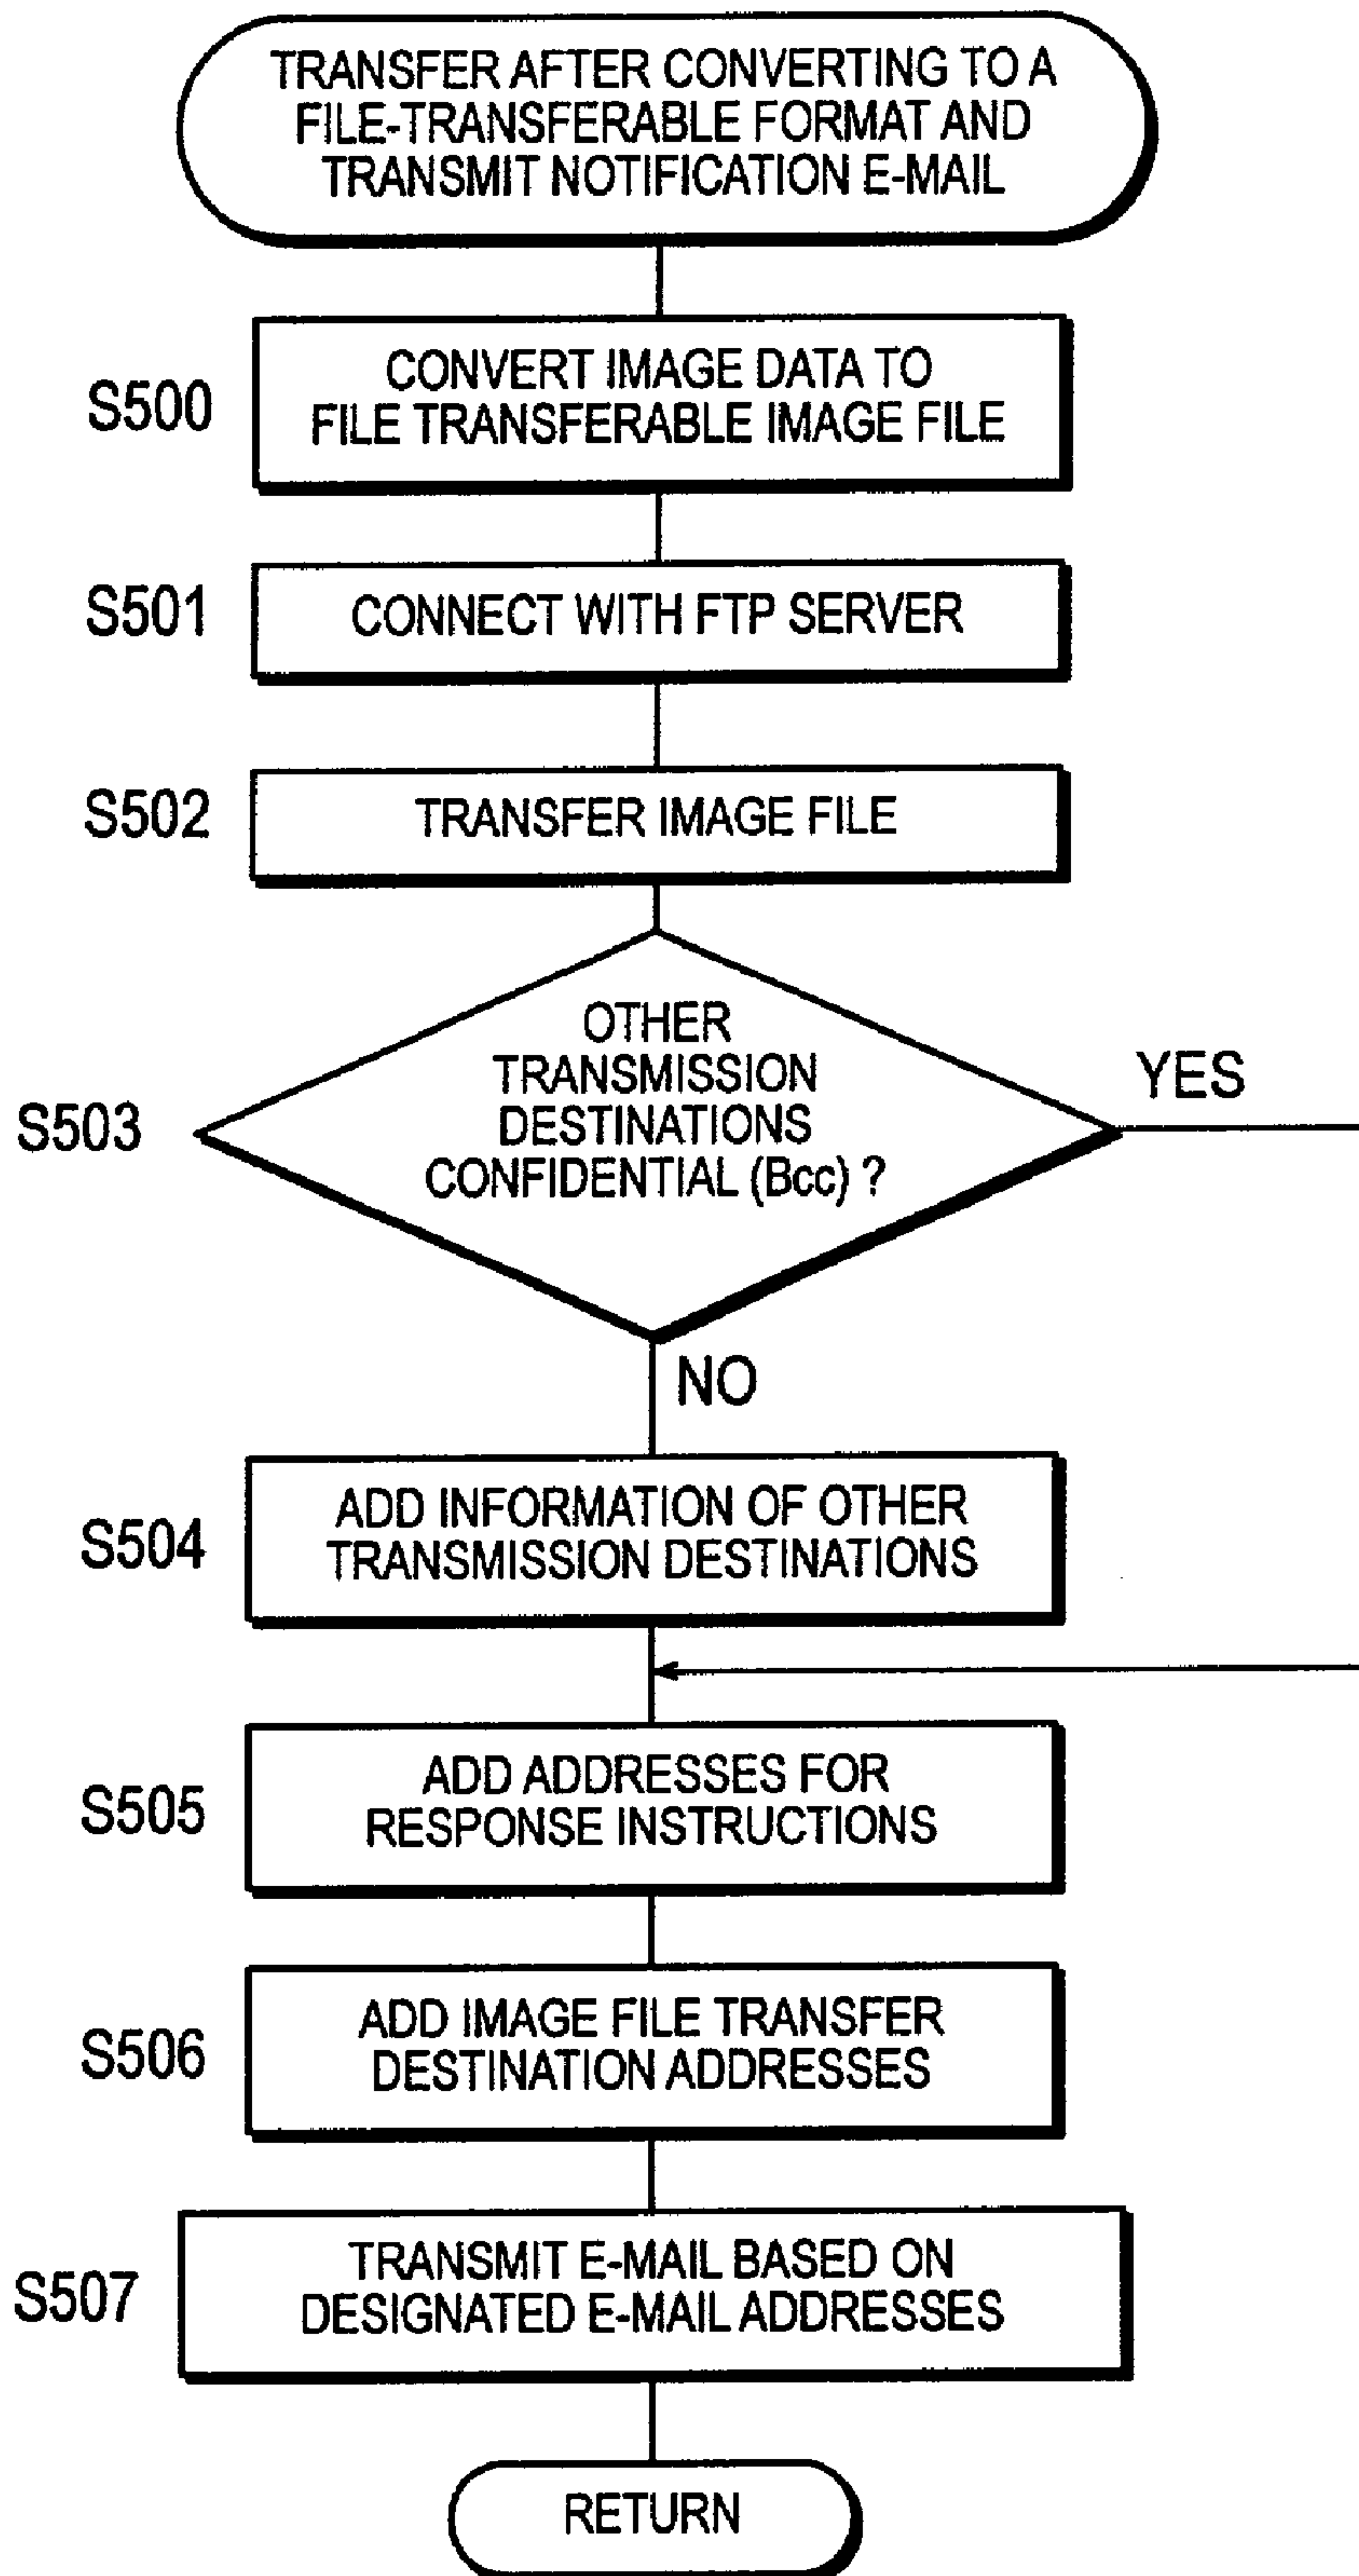 TRANSFER AFTER CONVERTING TO A
FILE-TRANSFERABLE FORMAT AND
TRANSMIT NOTIFICATION E-MAIL
S500
CONVERT IMAGE DATA TO
FILE TRANSFERABLE IMAGE FILE
S501
CONNECT WITH FTP SERVER
S502
TRANSFER IMAGE FILE
S503
OTHER
TRANSMISSION
DESTINATIONS
CONFIDENTIAL (Bcc) ?
YES
NO
S504
ADD INFORMATION OF OTHER
TRANSMISSION DESTINATIONS
S505
ADD ADDRESSES FOR
RESPONSE INSTRUCTIONS
S506
ADD IMAGE FILE TRANSFER
DESTINATION ADDRESSES
S507
TRANSMIT E-MAIL BASED ON
DESIGNATED E-MAIL ADDRESSES
RETURN